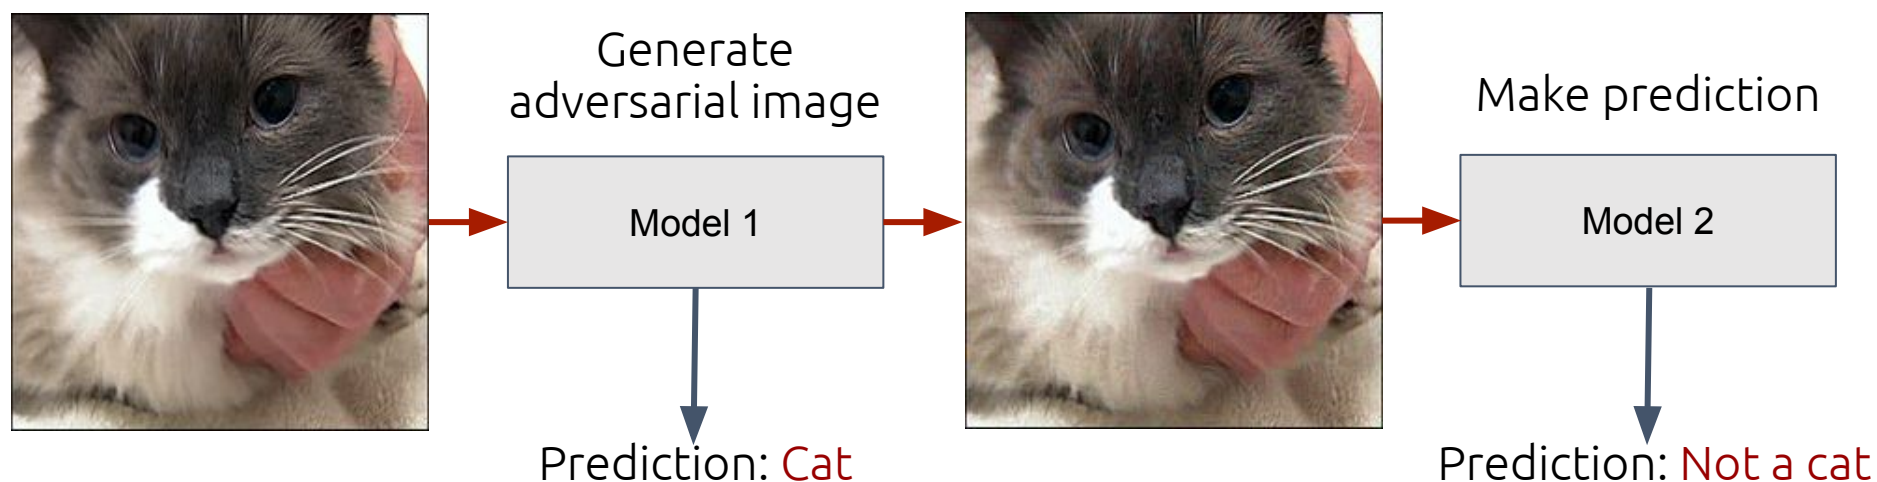 Generate
adversarial image
Model 1
Prediction: Cat
Make prediction
Model 2
Prediction: Not a cat